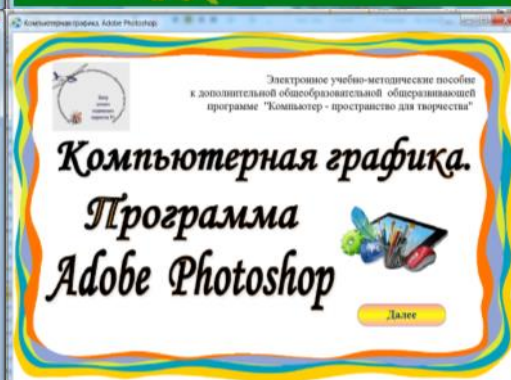 Компьютерная графика. Adobe Photoshop
Электронное учебно-методические пособие
к дополнительной общеобразовательной общеразвивающей
программе "Компьютер - пространство для творчества"
Компьютерная графика.
Программа
Adobe Photoshop
Далее